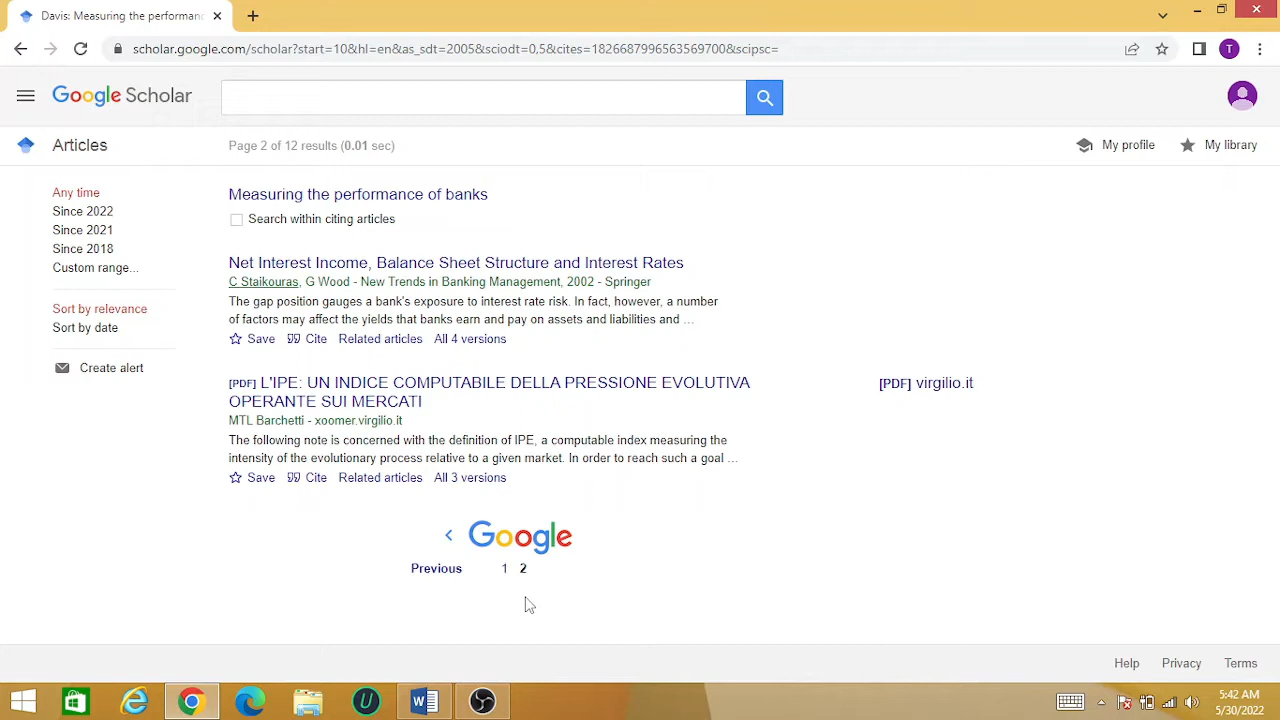 Davis: Measuring the performanc
scholar.google.com/scholar?start=10&hl=en&as_sdt=2005&sciodt=0,5&cites=1826687996563569700&scipsc=
T
Google Scholar
Articles
Page 2 of 12 results (0.01 sec)
My profile
My library
Any time
Since 2022
Since 2021
Since 2018
Custom range...
Sort by relevance
Sort by date
Create alert
Measuring the performance of banks
Search within citing articles
Net Interest Income, Balance Sheet Structure and Interest Rates
C Staikouras, G Wood - New Trends in Banking Management, 2002 - Springer
The gap position gauges a bank's exposure to interest rate risk. In fact, however, a number
of factors may affect the yields that banks earn and pay on assets and liabilities and …
Save Cite Related articles All 4 versions
[PDF] L'IPE: UN INDICE COMPUTABILE DELLA PRESSIONE EVOLUTIVA
OPERANTE SUI MERCATI
[PDF] virgilio.it
MTL Barchetti - xoomer.virgilio.it
The following note is concerned with the definition of IPE, a computable index measuring the
intensity of the evolutionary process relative to a given market. In order to reach such a goal …
Save Cite Related articles All 3 versions
Google
Previous 1 2
Help Privacy Terms
5:42 AM
5/30/2022